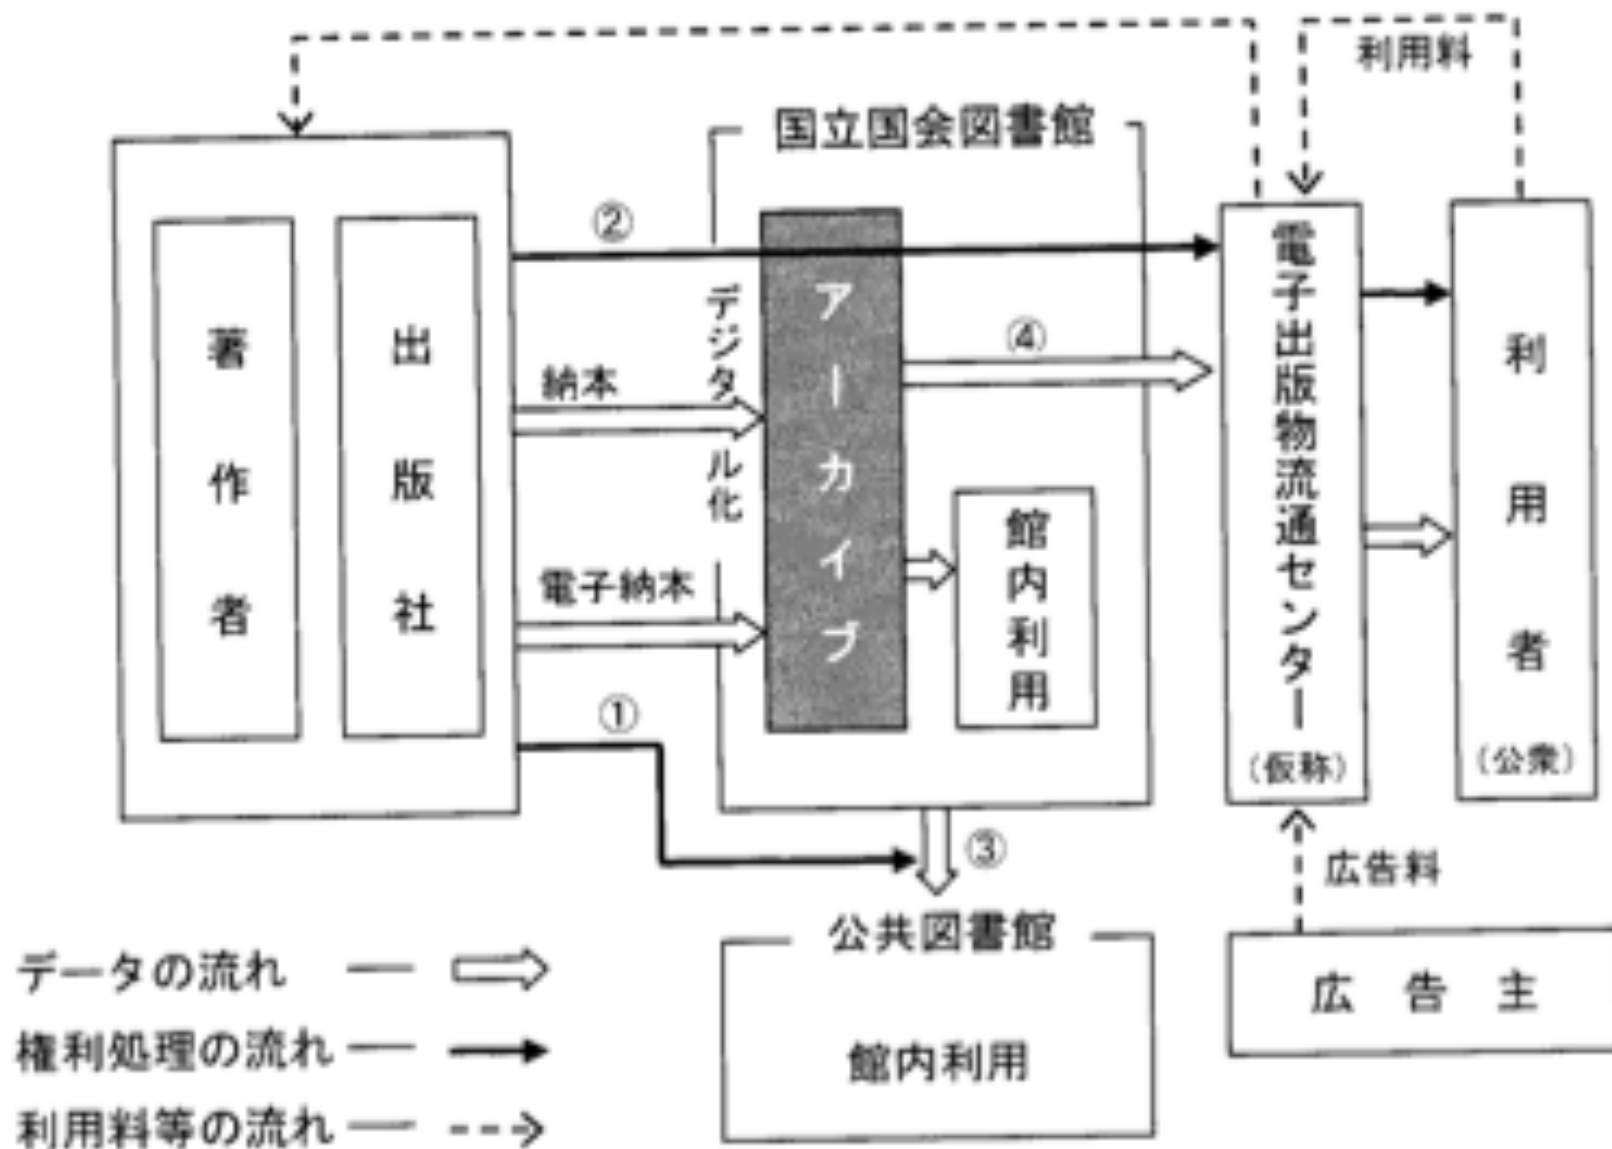 利用料
国立国会図書館
著作者
出版社
②
納本
電子納本
①
デジタル化
アーカイブ
④
館内利用
電子出版物流通センター
(仮称)
利用者
(公衆)
③
広告料
公共図書館
館内利用
広告主
データの流れ
権利処理の流れ
利用料等の流れ